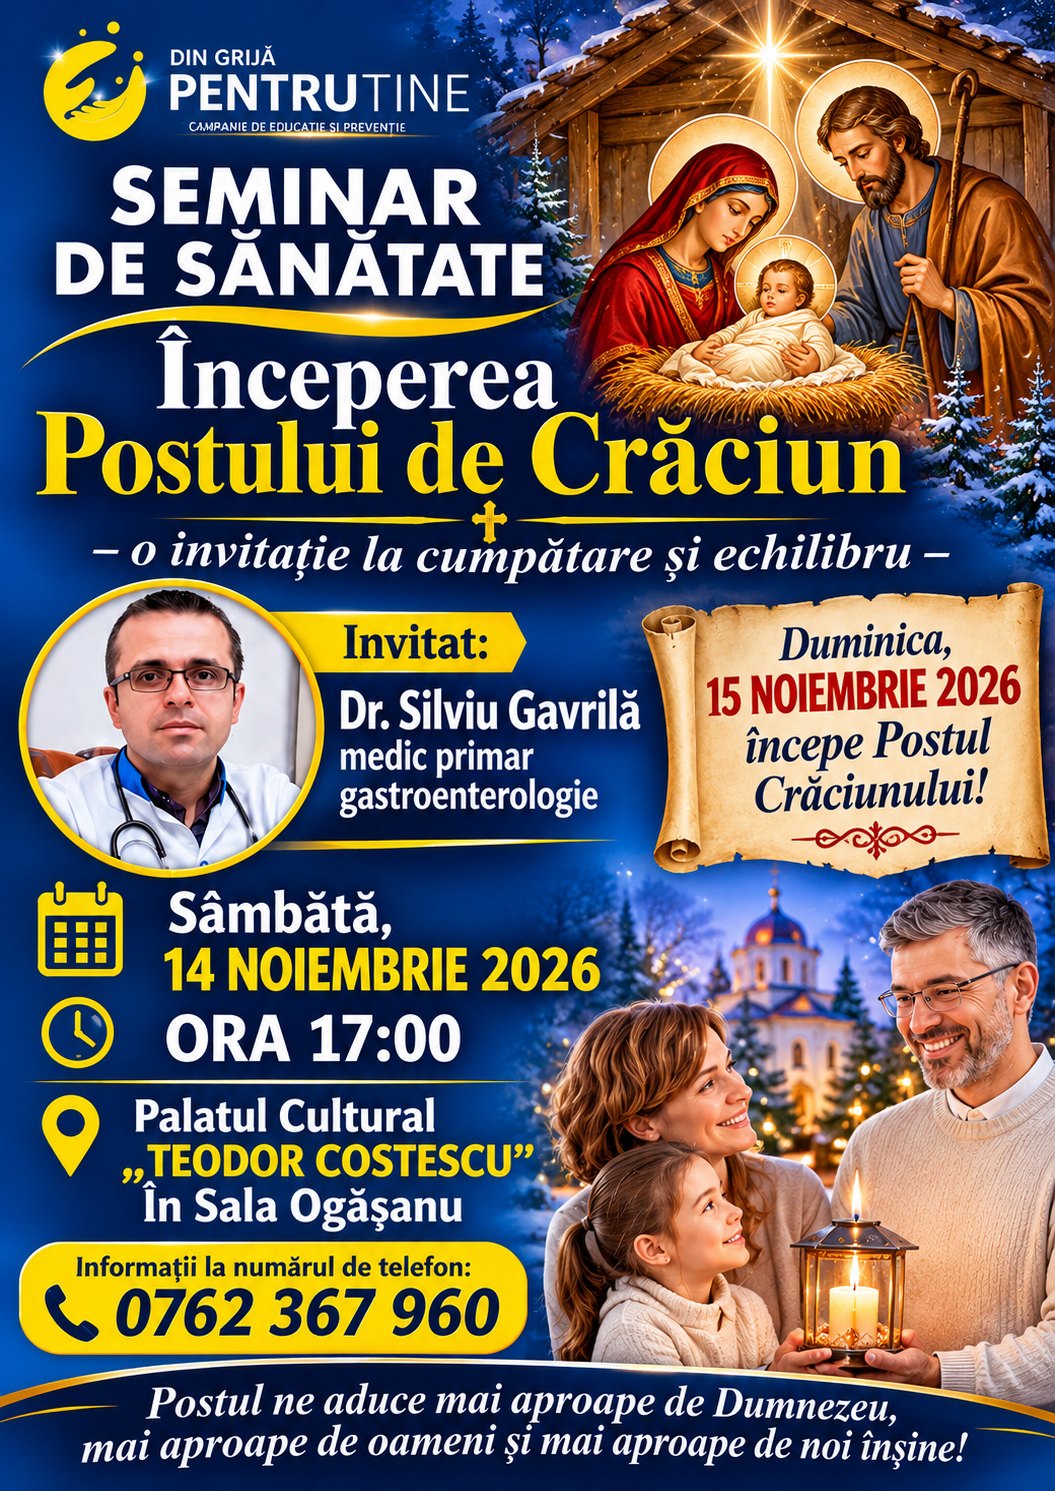 DIN GRIJĂ
PENTRUTINE
CAMPANIE DE EDUCATIE SI PREVENTIE
SEMINAR
DE SĂNĂTATE
Începerea
Postului de Crăciun
– o invitație la cumpătare și echilibru –
Invitat:
Dr. Silviu Gavrilă
medic primar
gastroenterologie
Duminica,
15 NOIEMBRIE 2026
începe Postul
Crăciunului!
Sâmbătă,
14 NOIEMBRIE 2026
ORA 17:00
Palatul Cultural
„TEODOR COSTESCU”
În Sala Ogășanu
Informații la numărul de telefon:
0762 367 960
Postul ne aduce mai aproape de Dumnezeu,
mai aproape de oameni și mai aproape de noi înșine!